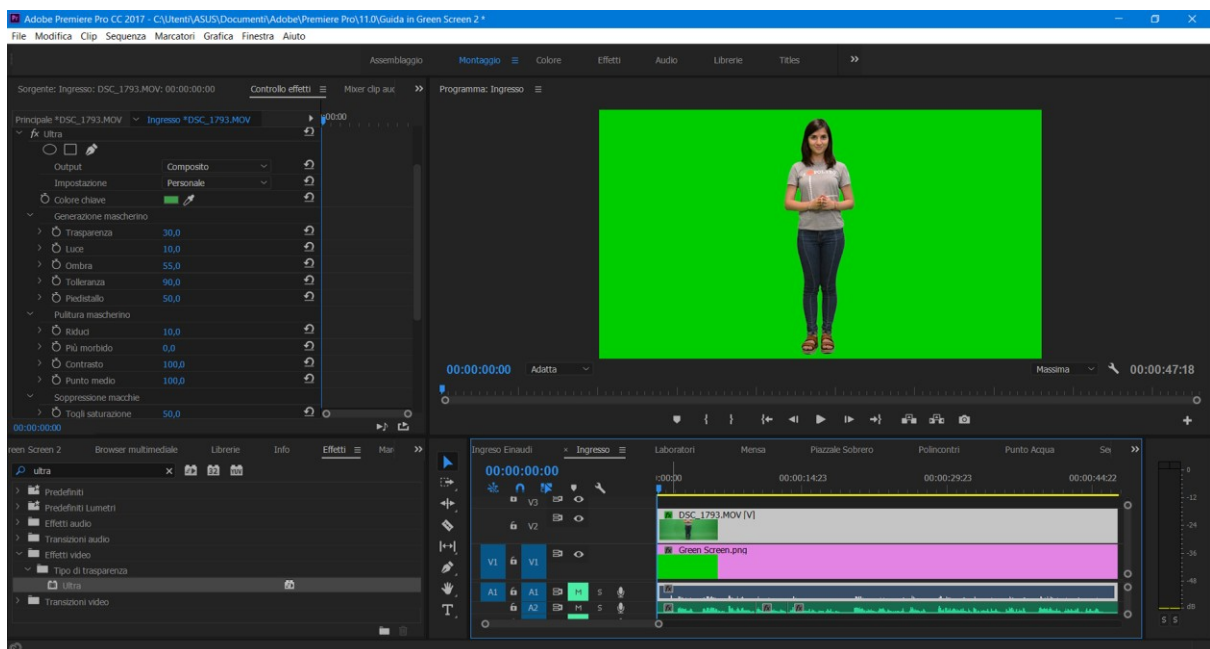 Adobe Premiere Pro CC 2017 - C:\Utenti\ASUS\Documenti\Adobe\Premiere Pro\11.0\Guida in Green Screen 2 *
File Modifica Clip Sequenza Marcatori Grafica Finestra Aiuto
Assemblaggio Montaggio Colore Effetti Audio Librerie Titles
Sorgente: Ingresso: DSC_1793.MOV: 00:00:00:00 Controllo effetti Mixer clip aud
Programma: Ingresso
Principale *DSC_1793.MOV Ingresso *DSC_1793.MOV
00:00
fx Ultra
Output Composito
Impostazione Personale
Colore chiave
Generazione mascherino
Trasparenza 30,0
Luce 10,0
Ombra 55,0
Tolleranza 90,0
Piedistallo 50,0
Pulitura mascherino
Riduci 10,0
Più morbido 0,0
Contrasto 100,0
Punto medio 100,0
Soppressione macchie
Togli saturazione 50,0
00:00:00:00
00:00:00:00 Adatta Massima 00:00:47:18
reen Screen 2 Browser multimediale Librerie Info Effetti Mar
ultra
Predefiniti
Predefiniti Lumetri
Effetti audio
Transizioni audio
Effetti video
Tipo di trasparenza
Ultra
Transizioni video
Ingreso Einaudi × Ingresso Laboratori Mensa Piazzale Sobrero Polincontri Punto Acqua Se
00:00:00:00
:00:00 00:00:14:23 00:00:29:23 00:00:44:22
V3
V2
DSC_1793.MOV [V]
V1 V1
Green Screen.png
A1 A1 M S
A2 M S
0
-12
-24
-36
-48
dB
S S